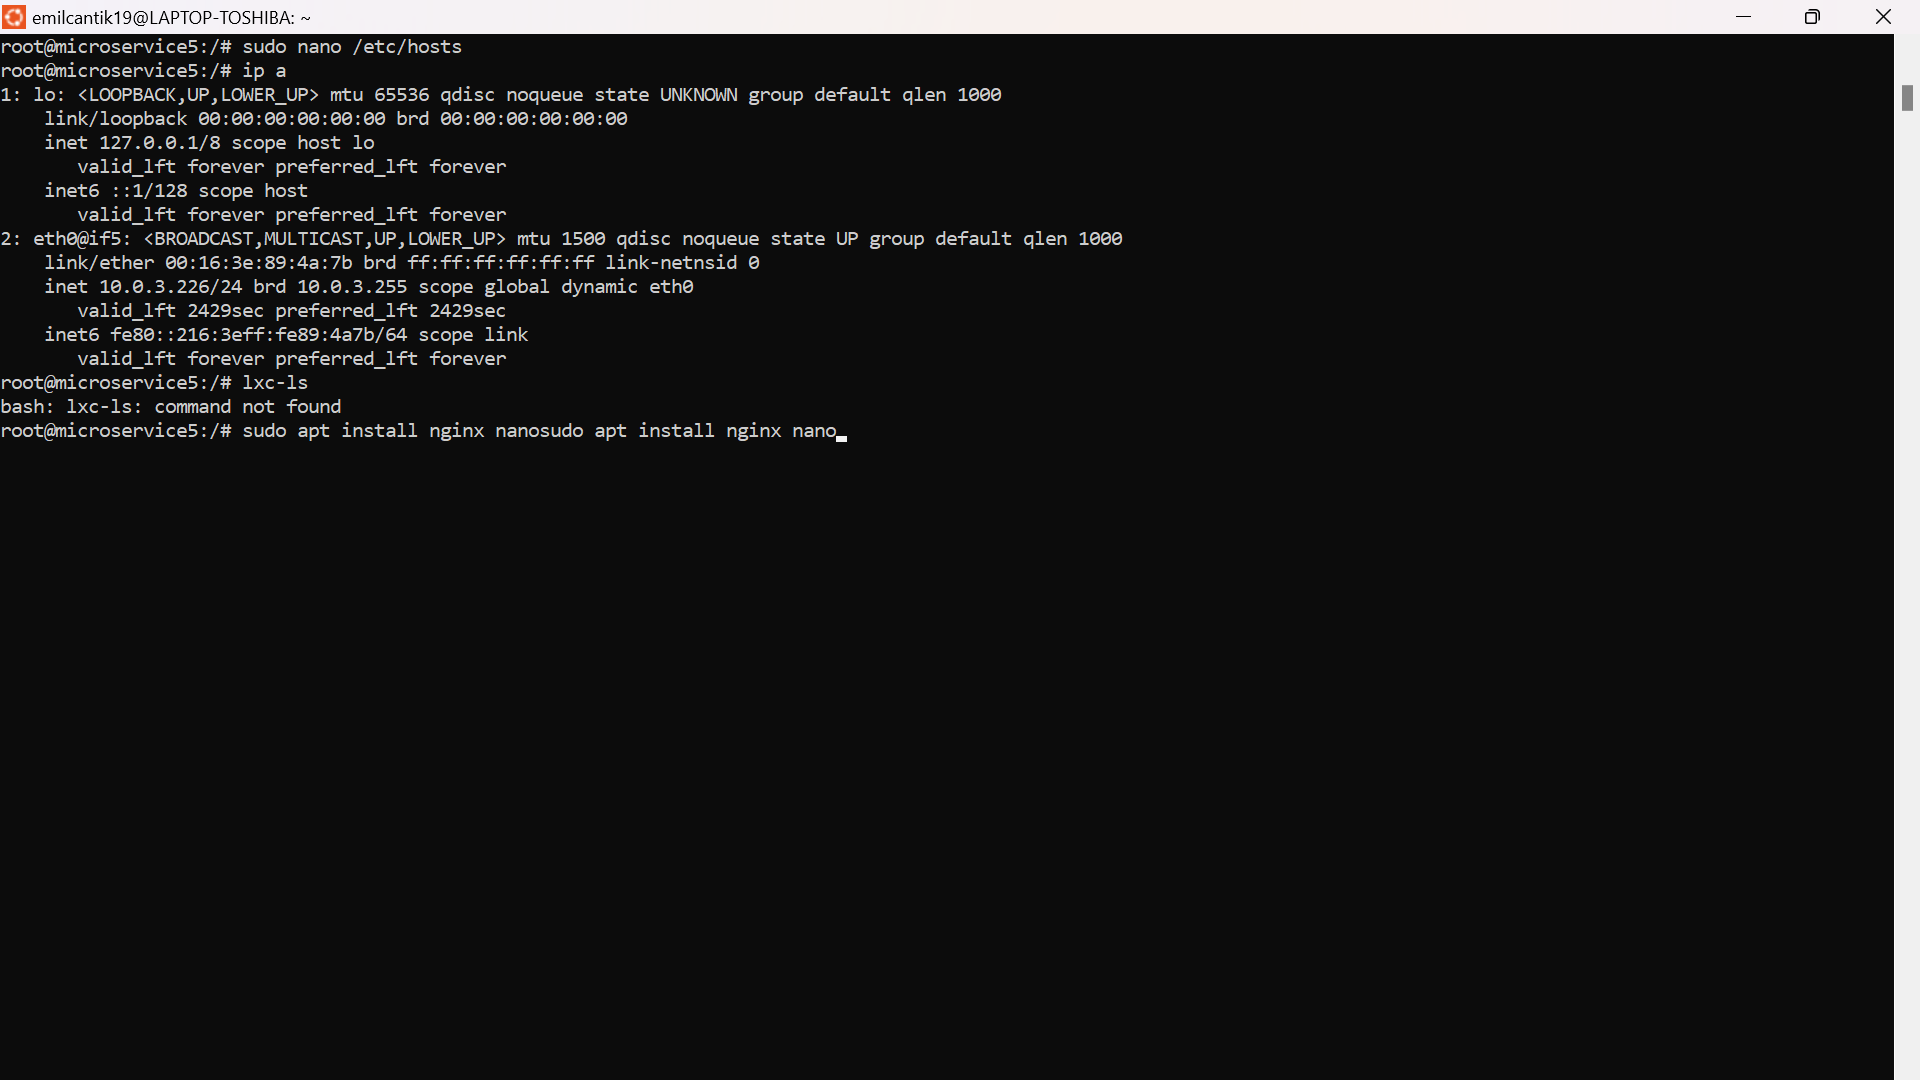 emilcantik19@LAPTOP-TOSHIBA: ~
root@microservice5:/# sudo nano /etc/hosts
root@microservice5:/# ip a
1: lo: <LOOPBACK,UP,LOWER_UP> mtu 65536 qdisc noqueue state UNKNOWN group default qlen 1000
    link/loopback 00:00:00:00:00:00 brd 00:00:00:00:00:00
    inet 127.0.0.1/8 scope host lo
       valid_lft forever preferred_lft forever
    inet6 ::1/128 scope host
       valid_lft forever preferred_lft forever
2: eth0@if5: <BROADCAST,MULTICAST,UP,LOWER_UP> mtu 1500 qdisc noqueue state UP group default qlen 1000
    link/ether 00:16:3e:89:4a:7b brd ff:ff:ff:ff:ff:ff link-netnsid 0
    inet 10.0.3.226/24 brd 10.0.3.255 scope global dynamic eth0
       valid_lft 2429sec preferred_lft 2429sec
    inet6 fe80::216:3eff:fe89:4a7b/64 scope link
       valid_lft forever preferred_lft forever
root@microservice5:/# lxc-ls
bash: lxc-ls: command not found
root@microservice5:/# sudo apt install nginx nanosudo apt install nginx nano